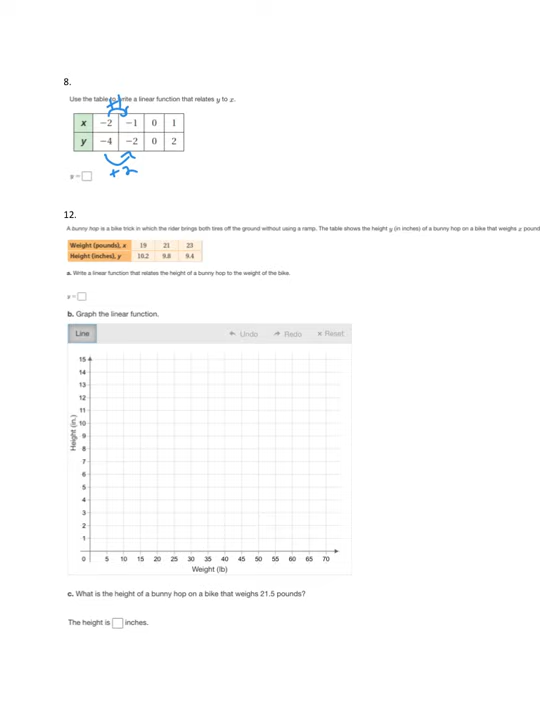 8.
Use the table to write a linear function that relates y to x.
+1
x −2 −1 0 1
y −4 −2 0 2
+2
y =
12.
A bunny hop is a bike trick in which the rider brings both tires off the ground without using a ramp. The table shows the height y (in inches) of a bunny hop on a bike that weighs x pound
Weight (pounds), x 19 21 23
Height (inches), y 10.2 9.8 9.4
a. Write a linear function that relates the height of a bunny hop to the weight of the bike.
y =
b. Graph the linear function.
Line Undo Redo × Reset
15
14
13
12
11
10
9
8
7
6
5
4
3
2
1
Height (in.)
0 5 10 15 20 25 30 35 40 45 50 55 60 65 70
Weight (lb)
c. What is the height of a bunny hop on a bike that weighs 21.5 pounds?
The height is inches.